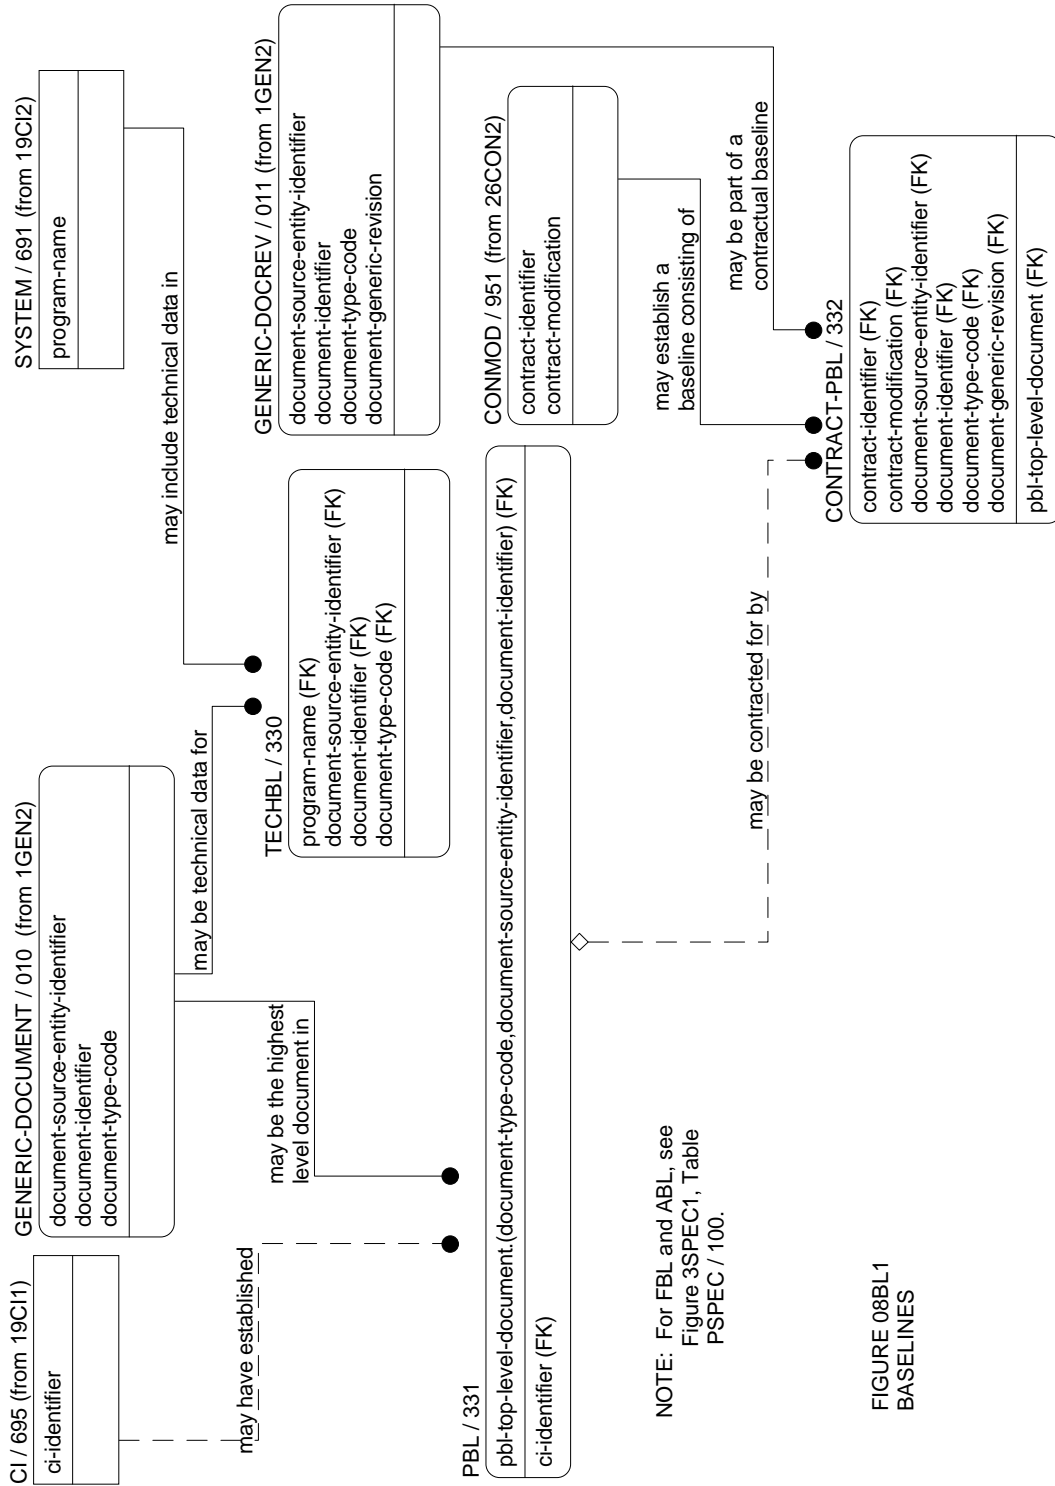 CI / 695 (from 19CI1)
ci-identifier
GENERIC-DOCUMENT / 010 (from 1GEN2)
document-source-entity-identifier
document-identifier
document-type-code
SYSTEM / 691 (from 19CI2)
program-name
may have established
may be the highest
level document in
may be technical data for
may include technical data in
TECHBL / 330
program-name (FK)
document-source-entity-identifier (FK)
document-identifier (FK)
document-type-code (FK)
GENERIC-DOCREV / 011 (from 1GEN2)
document-source-entity-identifier
document-identifier
document-type-code
document-generic-revision
PBL / 331
pbl-top-level-document.(document-type-code,document-source-entity-identifier,document-identifier) (FK)
ci-identifier (FK)
CONMOD / 951 (from 26CON2)
contract-identifier
contract-modification
may establish a
baseline consisting of
may be part of a
contractual baseline
may be contracted for by
NOTE: For FBL and ABL, see
Figure 3SPEC1, Table
PSPEC / 100.
CONTRACT-PBL / 332
contract-identifier (FK)
contract-modification (FK)
document-source-entity-identifier (FK)
document-identifier (FK)
document-type-code (FK)
document-generic-revision (FK)
pbl-top-level-document (FK)
FIGURE 08BL1
BASELINES